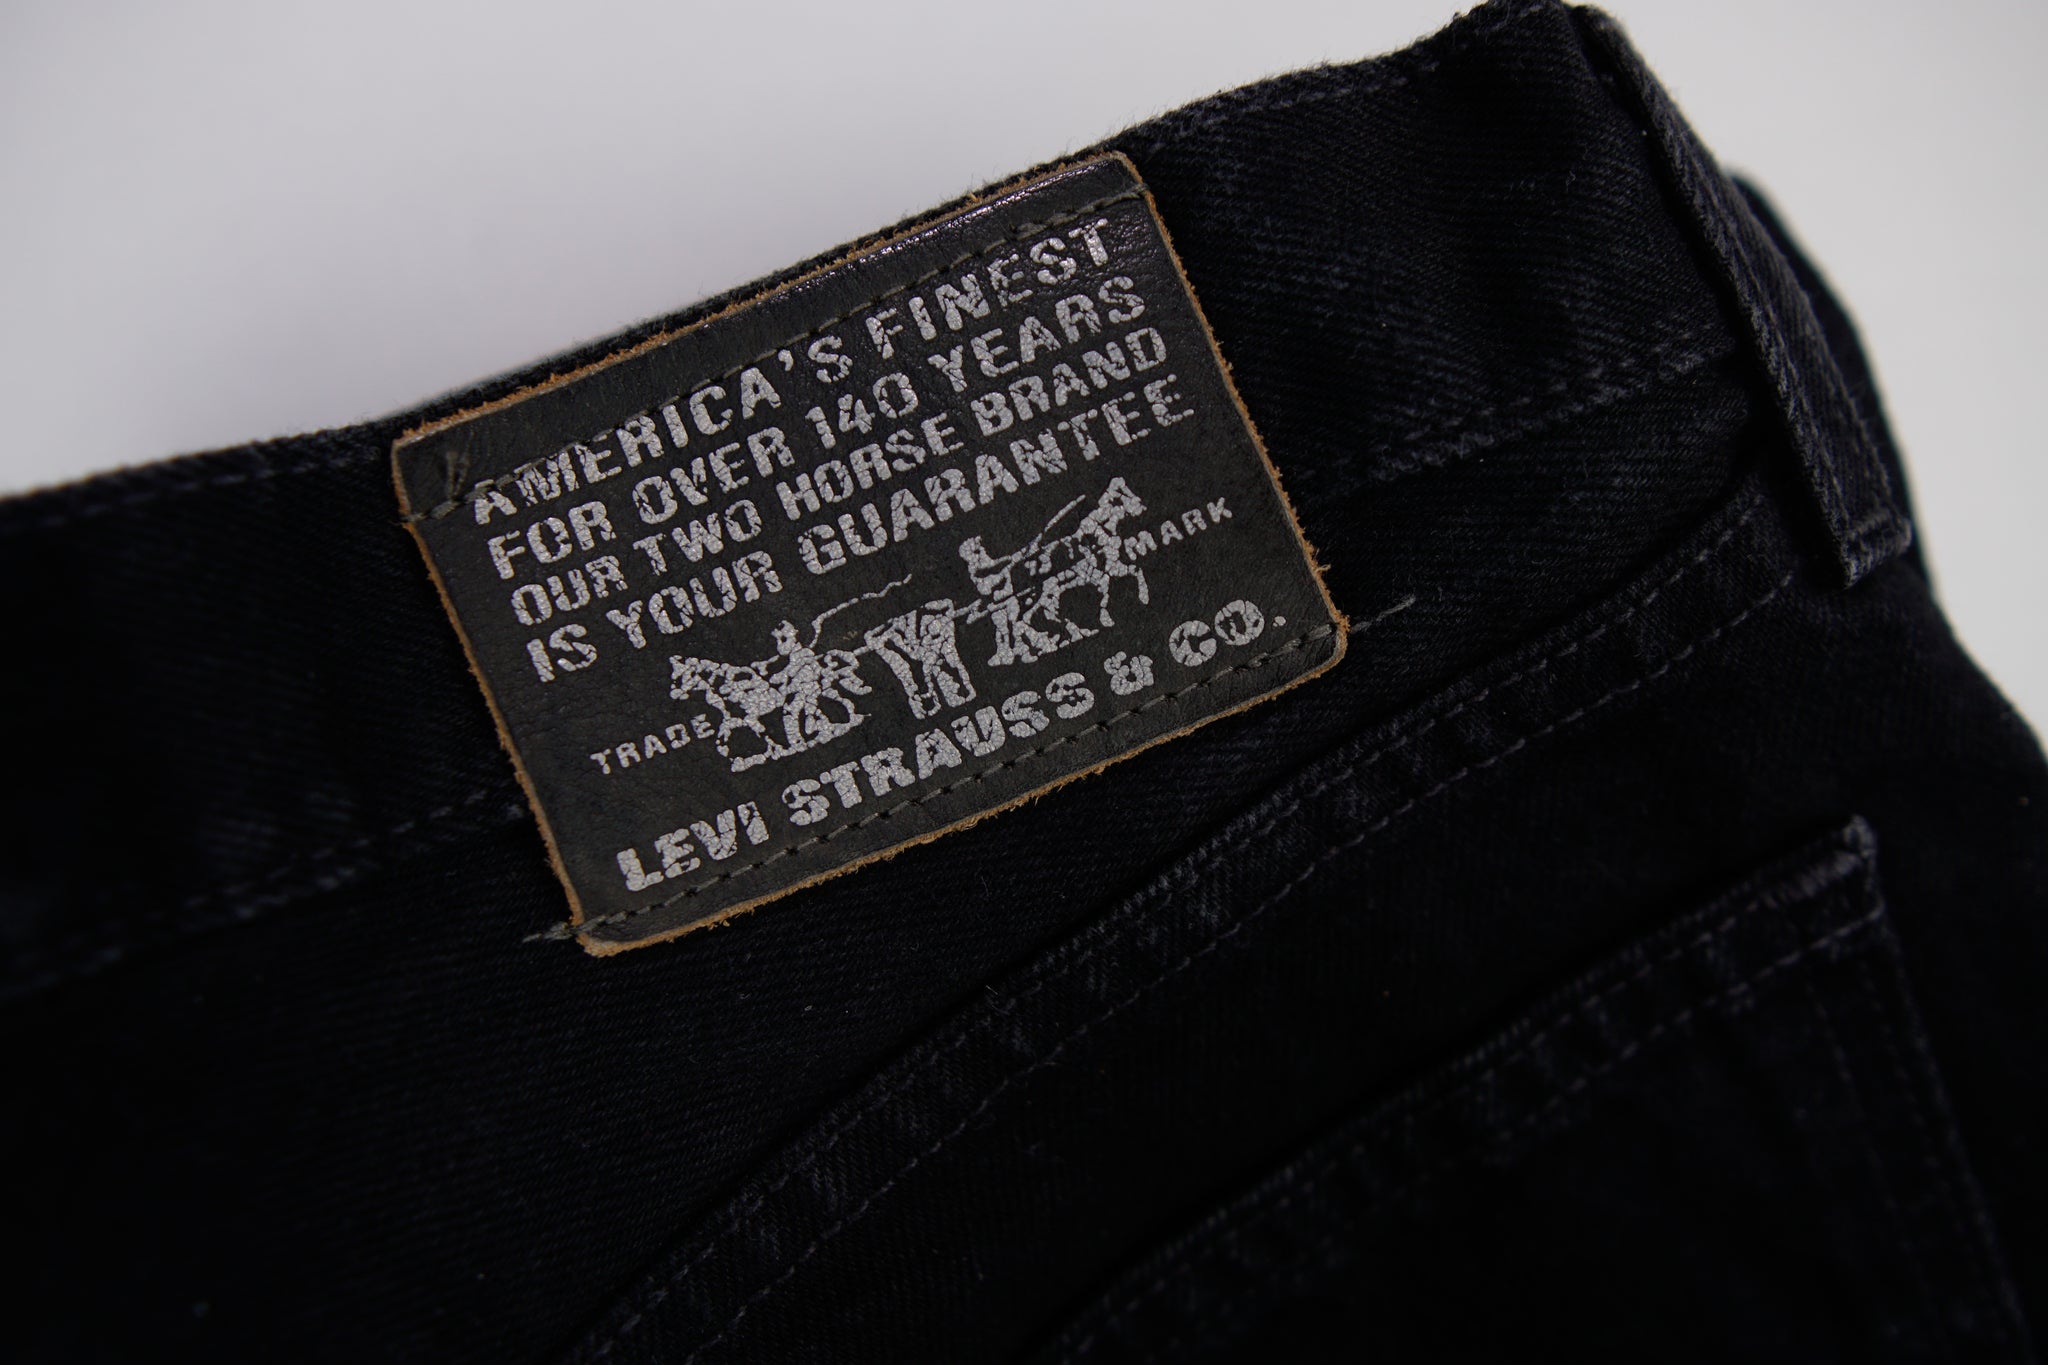 AMERICA'S FINEST
FOR OVER 140 YEARS
OUR TWO HORSE BRAND
IS YOUR GUARANTEE
TRADE MARK
LEVI STRAUSS & CO.